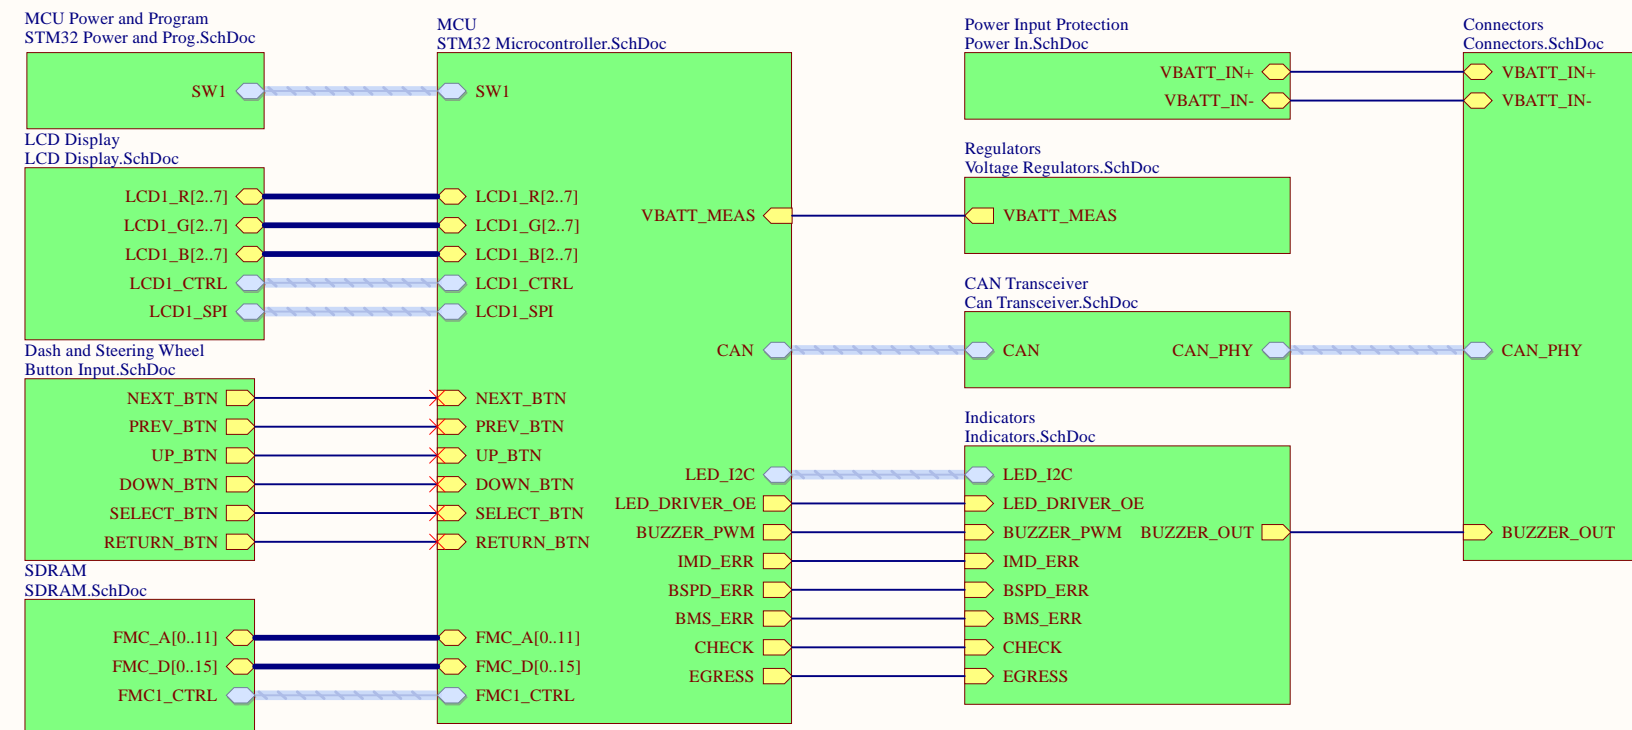 MCU Power and Program
STM32 Power and Prog.SchDoc
SW1
LCD Display
LCD Display.SchDoc
LCD1_R[2..7]
LCD1_G[2..7]
LCD1_B[2..7]
LCD1_CTRL
LCD1_SPI
Dash and Steering Wheel
Button Input.SchDoc
NEXT_BTN
PREV_BTN
UP_BTN
DOWN_BTN
SELECT_BTN
RETURN_BTN
SDRAM
SDRAM.SchDoc
FMC_A[0..11]
FMC_D[0..15]
FMC1_CTRL
MCU
STM32 Microcontroller.SchDoc
SW1
LCD1_R[2..7]
LCD1_G[2..7]
LCD1_B[2..7]
LCD1_CTRL
LCD1_SPI
NEXT_BTN
PREV_BTN
UP_BTN
DOWN_BTN
SELECT_BTN
RETURN_BTN
FMC_A[0..11]
FMC_D[0..15]
FMC1_CTRL
VBATT_MEAS
CAN
LED_I2C
LED_DRIVER_OE
BUZZER_PWM
IMD_ERR
BSPD_ERR
BMS_ERR
CHECK
EGRESS
Power Input Protection
Power In.SchDoc
VBATT_IN+
VBATT_IN-
Regulators
Voltage Regulators.SchDoc
VBATT_MEAS
CAN Transceiver
Can Transceiver.SchDoc
CAN
CAN_PHY
Indicators
Indicators.SchDoc
LED_I2C
LED_DRIVER_OE
BUZZER_PWM
BUZZER_OUT
IMD_ERR
BSPD_ERR
BMS_ERR
CHECK
EGRESS
Connectors
Connectors.SchDoc
VBATT_IN+
VBATT_IN-
CAN_PHY
BUZZER_OUT